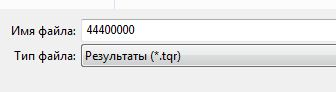 Имя файла: 44400000
Тип файла: Результаты (*.tqr)